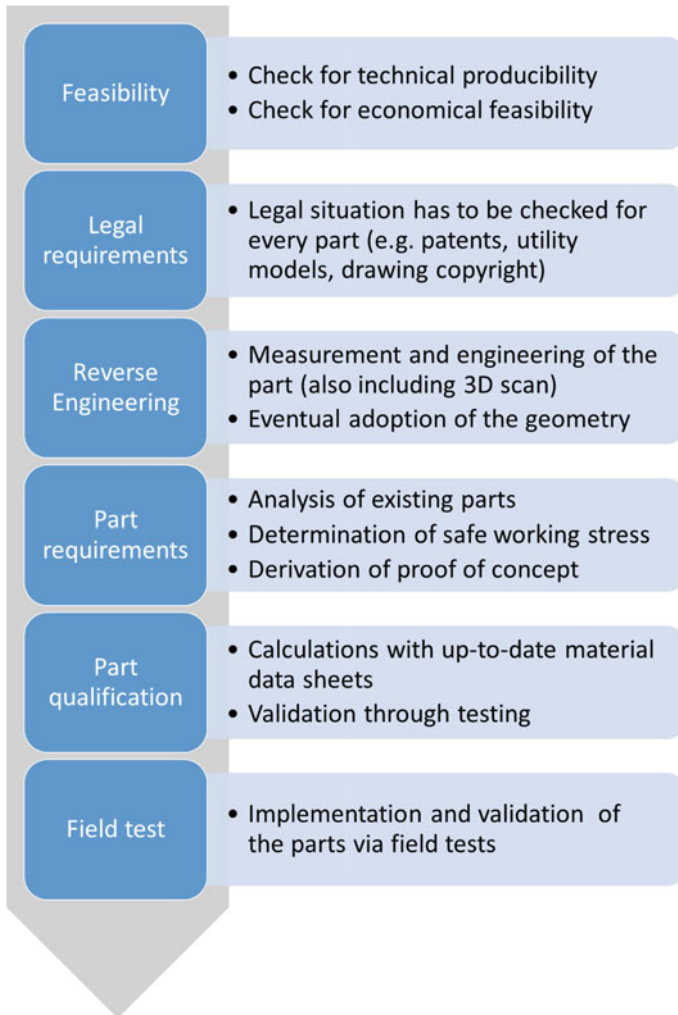 Feasibility
• Check for technical producibility
• Check for economical feasibility
Legal
requirements
• Legal situation has to be checked for
every part (e.g. patents, utility
models, drawing copyright)
Reverse
Engineering
• Measurement and engineering of the
part (also including 3D scan)
• Eventual adoption of the geometry
Part
requirements
• Analysis of existing parts
• Determination of safe working stress
• Derivation of proof of concept
Part
qualification
• Calculations with up-to-date material
data sheets
• Validation through testing
Field test
• Implementation and validation of
the parts via field tests